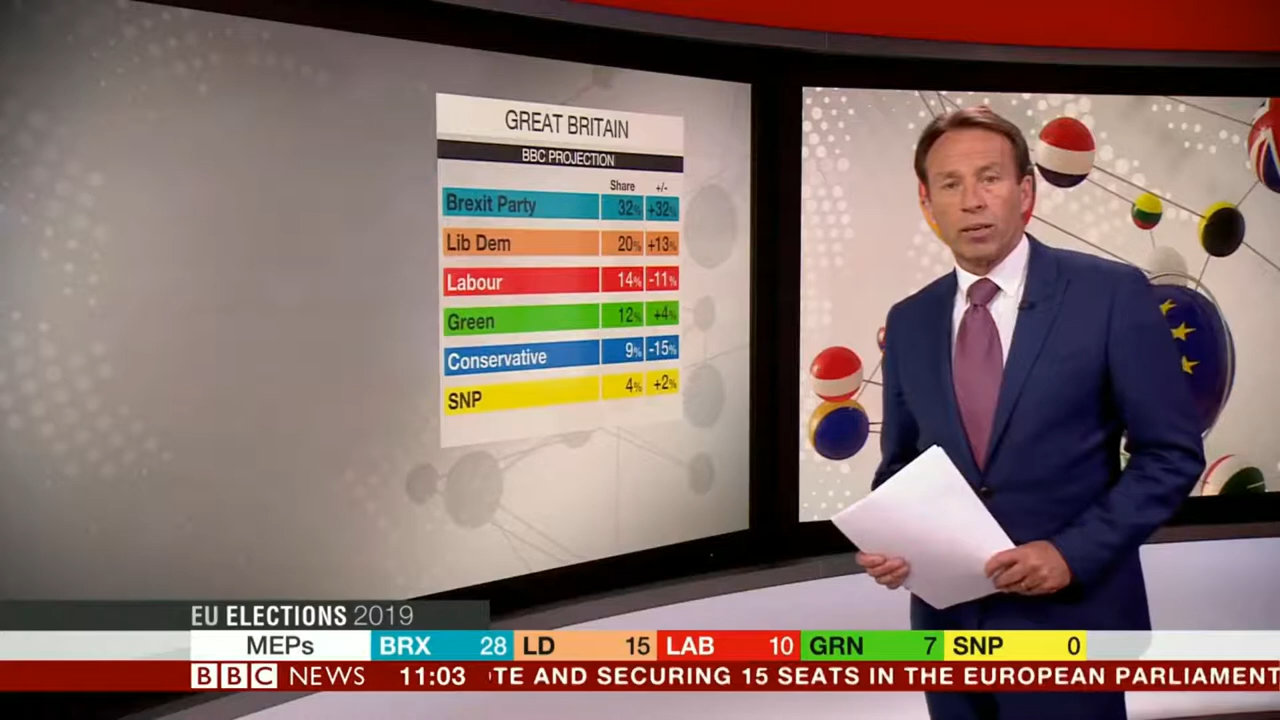 GREAT BRITAIN
BBC PROJECTION
Share +/-
Brexit Party 32% +32%
Lib Dem 20% +13%
Labour 14% -11%
Green 12% +4%
Conservative 9% -15%
SNP 4% +2%
EU ELECTIONS 2019
MEPs BRX 28 LD 15 LAB 10 GRN 7 SNP 0
BBC NEWS 11:03 TE AND SECURING 15 SEATS IN THE EUROPEAN PARLIAMENT